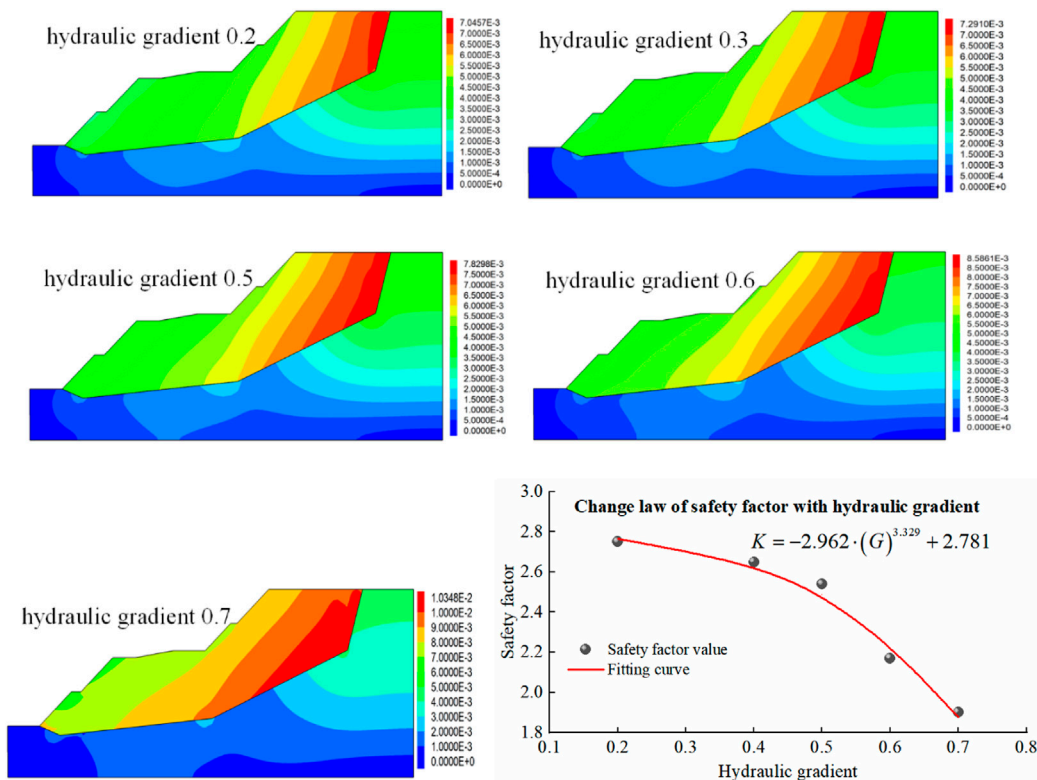 hydraulic gradient 0.2
7.0457E-3
7.0000E-3
6.5000E-3
6.0000E-3
5.5000E-3
5.0000E-3
4.5000E-3
4.0000E-3
3.5000E-3
3.0000E-3
2.5000E-3
2.0000E-3
1.5000E-3
1.0000E-3
5.0000E-4
0.0000E+0
hydraulic gradient 0.3
7.2910E-3
7.0000E-3
6.5000E-3
6.0000E-3
5.5000E-3
5.0000E-3
4.5000E-3
4.0000E-3
3.5000E-3
3.0000E-3
2.5000E-3
2.0000E-3
1.5000E-3
1.0000E-3
5.0000E-4
0.0000E+0
hydraulic gradient 0.5
7.8298E-3
7.5000E-3
7.0000E-3
6.5000E-3
6.0000E-3
5.5000E-3
5.0000E-3
4.5000E-3
4.0000E-3
3.5000E-3
3.0000E-3
2.5000E-3
2.0000E-3
1.5000E-3
1.0000E-3
5.0000E-4
0.0000E+0
hydraulic gradient 0.6
8.5861E-3
8.5000E-3
8.0000E-3
7.5000E-3
7.0000E-3
6.5000E-3
6.0000E-3
5.5000E-3
5.0000E-3
4.5000E-3
4.0000E-3
3.5000E-3
3.0000E-3
2.5000E-3
2.0000E-3
1.5000E-3
1.0000E-3
5.0000E-4
0.0000E+0
hydraulic gradient 0.7
1.0348E-2
1.0000E-2
9.0000E-3
8.0000E-3
7.0000E-3
6.0000E-3
5.0000E-3
4.0000E-3
3.0000E-3
2.0000E-3
1.0000E-3
0.0000E+0
Change law of safety factor with hydraulic gradient
K = −2.962·(G)^3.329 + 2.781
Safety factor
3.0
2.8
2.6
2.4
2.2
2.0
1.8
Safety factor value
Fitting curve
0.1 0.2 0.3 0.4 0.5 0.6 0.7 0.8
Hydraulic gradient